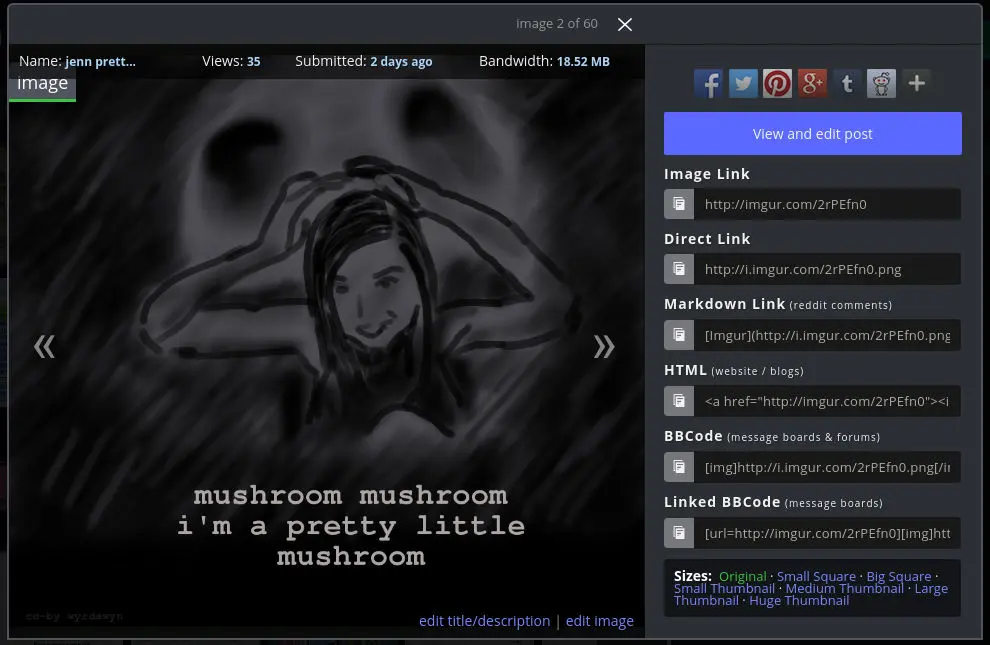 image 2 of 60
Name: jenn prett... Views: 35 Submitted: 2 days ago Bandwidth: 18.52 MB
image
View and edit post
Image Link
http://imgur.com/2rPEfn0
Direct Link
http://i.imgur.com/2rPEfn0.png
Markdown Link (reddit comments)
[Imgur](http://i.imgur.com/2rPEfn0.png
HTML (website / blogs)
<a href="http://imgur.com/2rPEfn0"><i
BBCode (message boards & forums)
[img]http://i.imgur.com/2rPEfn0.png[/i
Linked BBCode (message boards)
[url=http://imgur.com/2rPEfn0][img]htt
mushroom mushroom
i'm a pretty little
mushroom
Sizes: Original · Small Square · Big Square ·
Small Thumbnail · Medium Thumbnail · Large
Thumbnail · Huge Thumbnail
co-by wyrdawyn
edit title/description | edit image